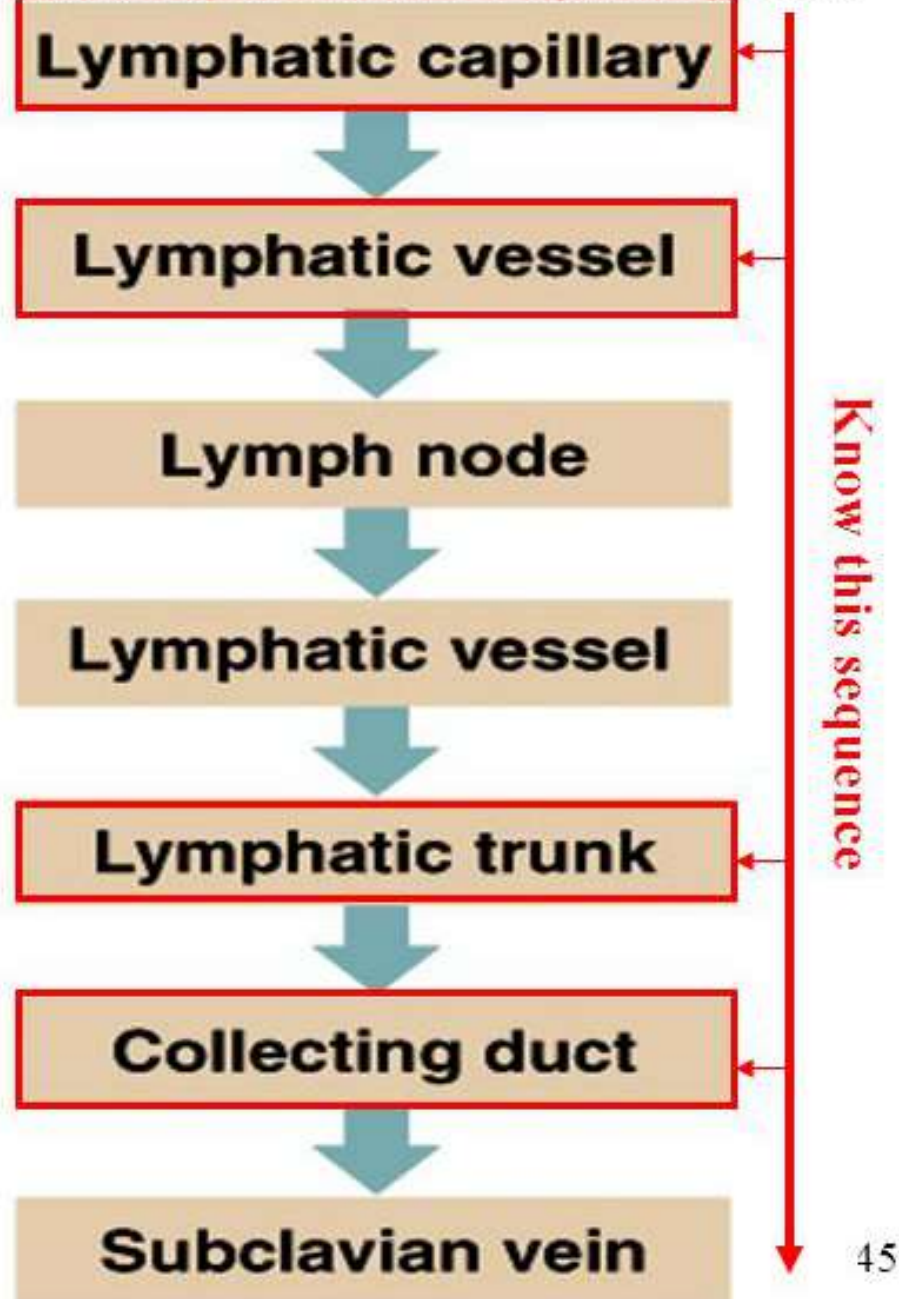 Lymphatic capillary
Lymphatic vessel
Lymph node
Lymphatic vessel
Lymphatic trunk
Collecting duct
Subclavian vein
Know this sequence
45